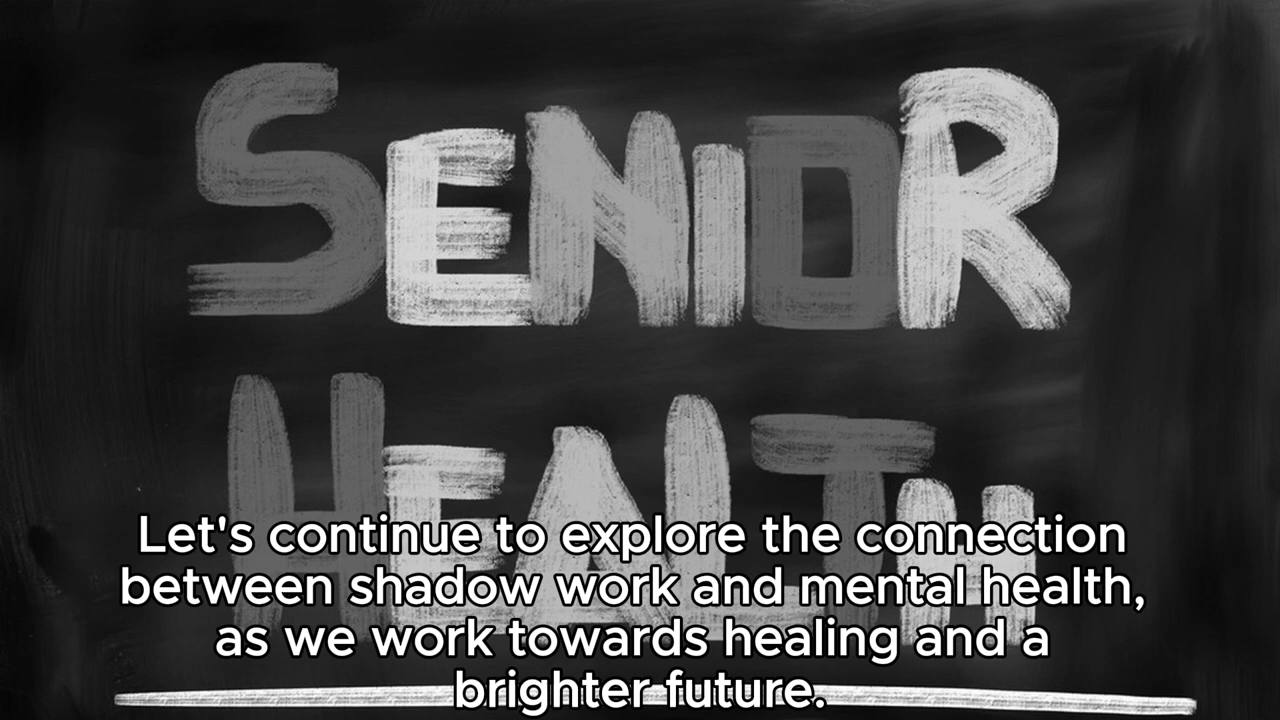 SENIOR
HEALTH
Let's continue to explore the connection
between shadow work and mental health,
as we work towards healing and a
brighter future.